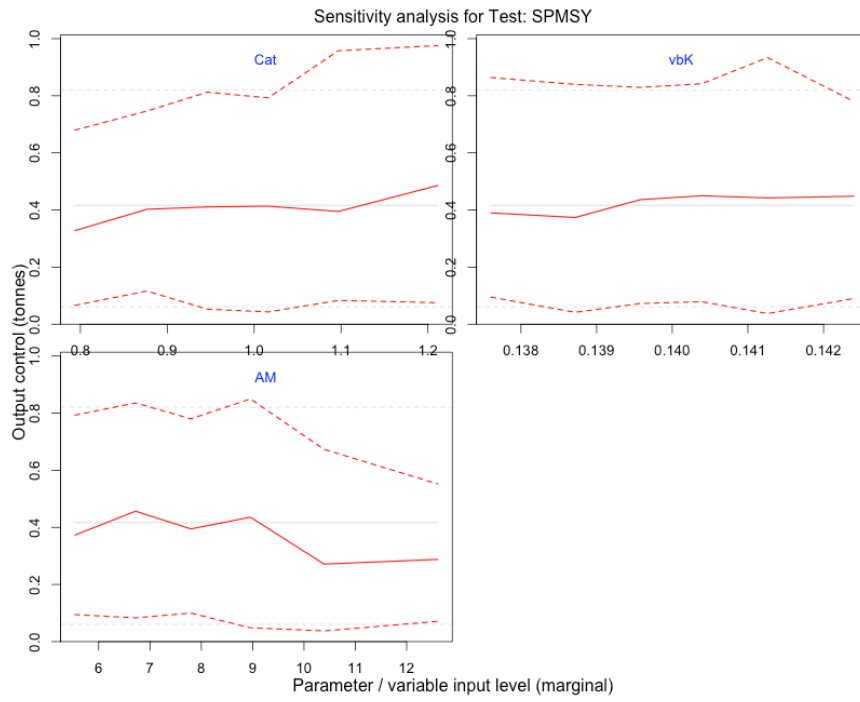 Sensitivity analysis for Test: SPMSY
Cat
0.0 0.2 0.4 0.6 0.8 1.0
0.8 0.9 1.0 1.1 1.2
vbK
0.0 0.2 0.4 0.6 0.8 1.0
0.138 0.139 0.140 0.141 0.142
AM
0.0 0.2 0.4 0.6 0.8 1.0
6 7 8 9 10 11 12
Output control (tonnes)
Parameter / variable input level (marginal)